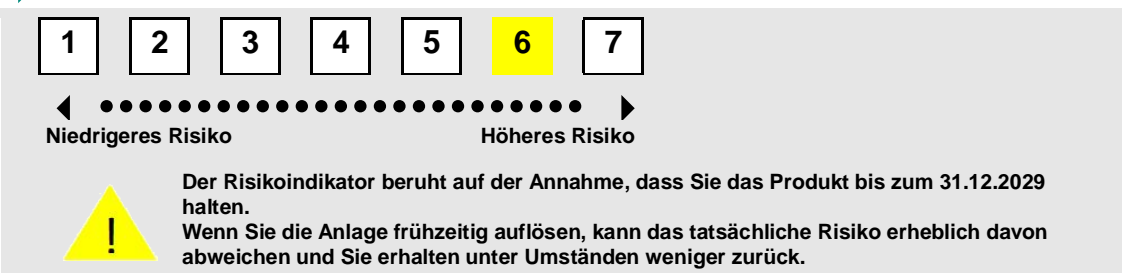 1 2 3 4 5 6 7
Niedrigeres Risiko Höheres Risiko
Der Risikoindikator beruht auf der Annahme, dass Sie das Produkt bis zum 31.12.2029
halten.
! Wenn Sie die Anlage frühzeitig auflösen, kann das tatsächliche Risiko erheblich davon
abweichen und Sie erhalten unter Umständen weniger zurück.